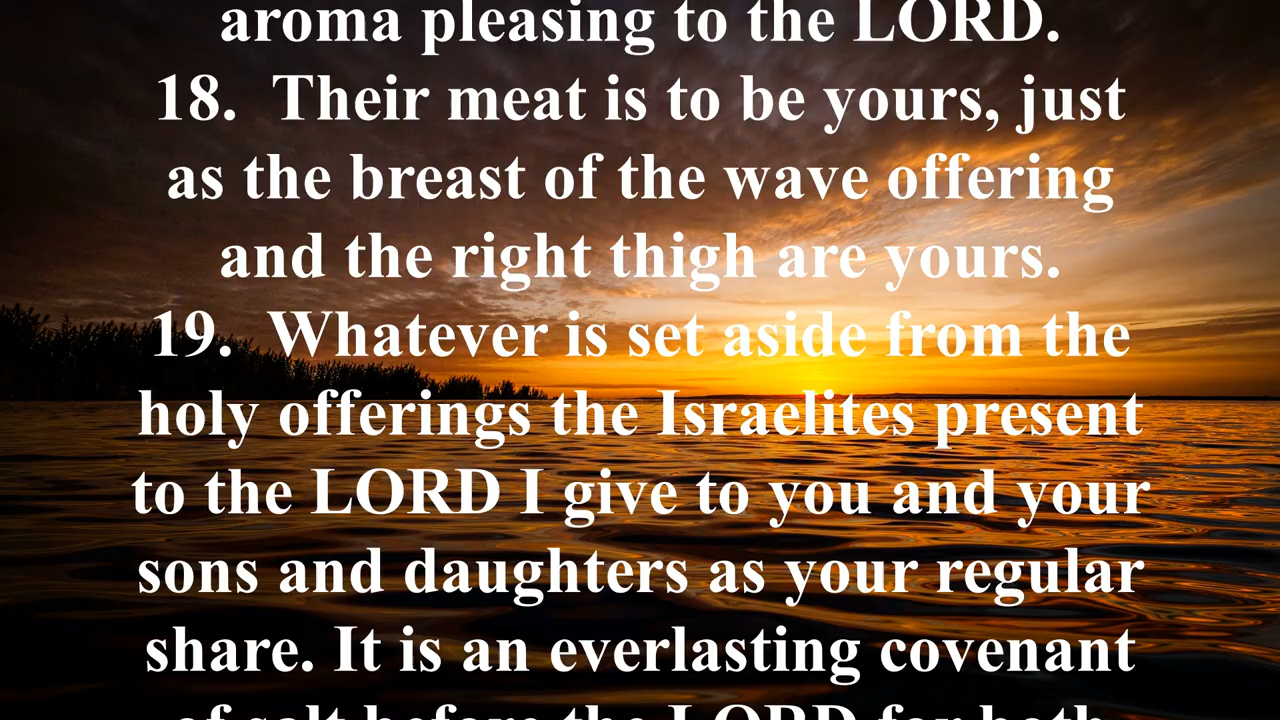 aroma pleasing to the LORD.
18.  Their meat is to be yours, just
as the breast of the wave offering
and the right thigh are yours.
19.  Whatever is set aside from the
holy offerings the Israelites present
to the LORD I give to you and your
sons and daughters as your regular
share. It is an everlasting covenant
of salt before the LORD for both